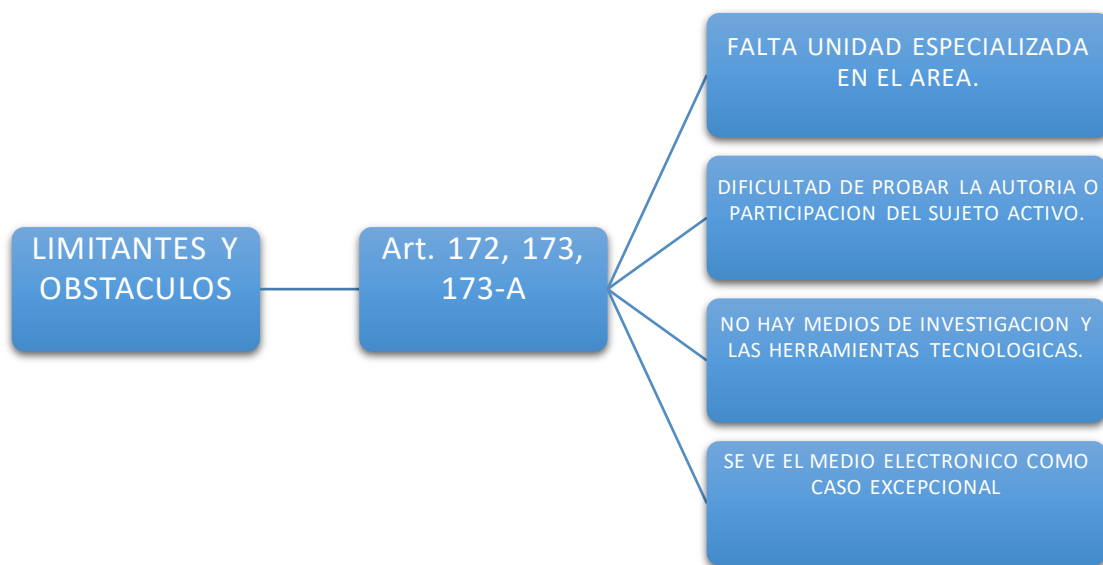 LIMITANTES Y
OBSTACULOS
Art. 172, 173,
173-A
FALTA UNIDAD ESPECIALIZADA
EN EL AREA.
DIFICULTAD DE PROBAR LA AUTORIA O
PARTICIPACION DEL SUJETO ACTIVO.
NO HAY MEDIOS DE INVESTIGACION Y
LAS HERRAMIENTAS TECNOLOGICAS.
SE VE EL MEDIO ELECTRONICO COMO
CASO EXCEPCIONAL